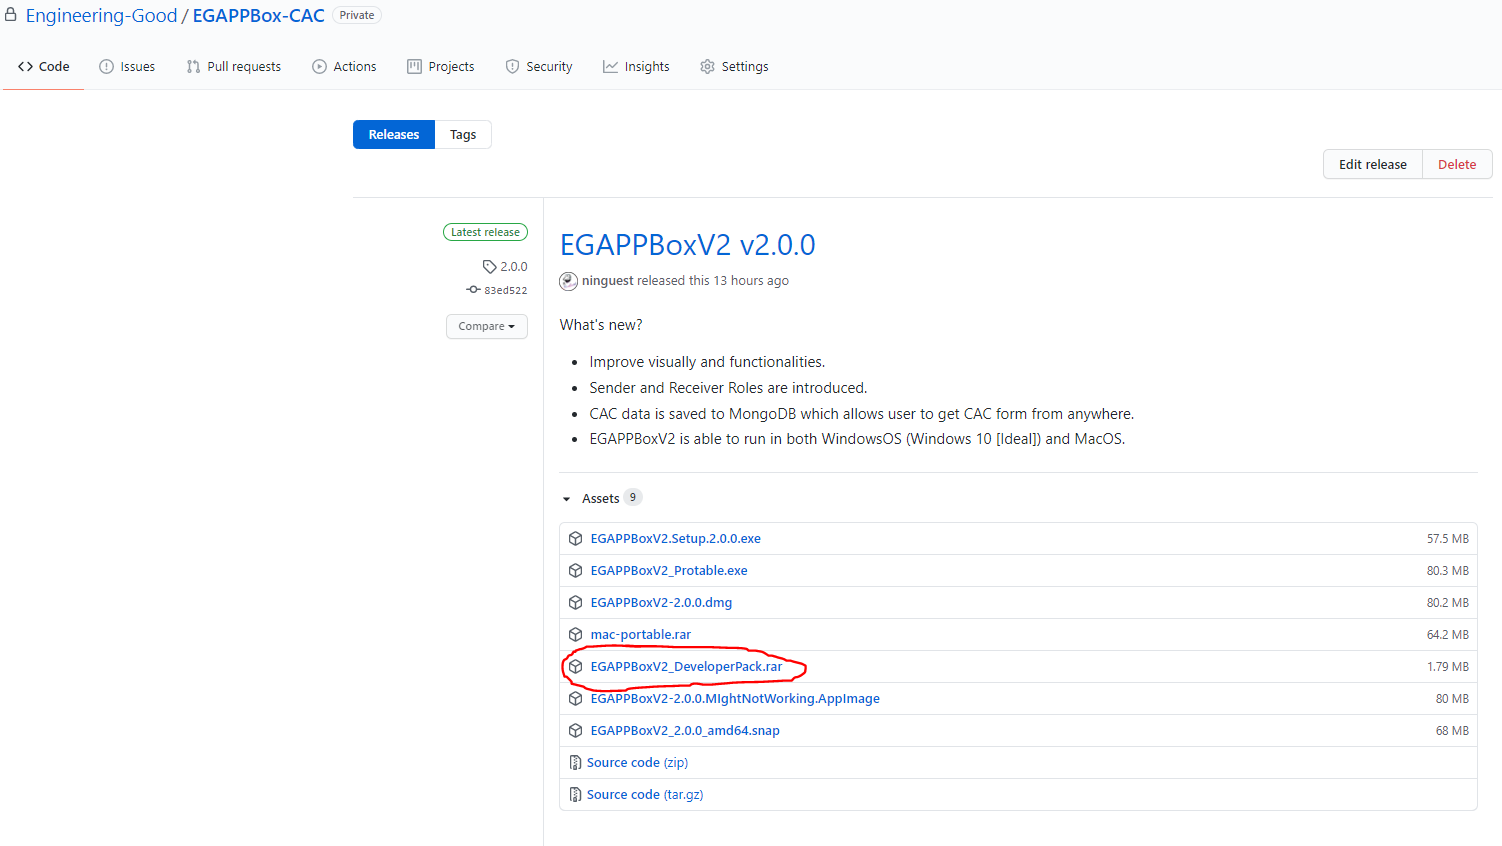 Engineering-Good / EGAPPBox-CAC Private
Code Issues Pull requests Actions Projects Security Insights Settings
Releases Tags
Edit release Delete
Latest release
2.0.0
83ed522
Compare
EGAPPBoxV2 v2.0.0
ninguest released this 13 hours ago
What's new?
Improve visually and functionalities.
Sender and Receiver Roles are introduced.
CAC data is saved to MongoDB which allows user to get CAC form from anywhere.
EGAPPBoxV2 is able to run in both WindowsOS (Windows 10 [Ideal]) and MacOS.
Assets 9
EGAPPBoxV2.Setup.2.0.0.exe 57.5 MB
EGAPPBoxV2_Protable.exe 80.3 MB
EGAPPBoxV2-2.0.0.dmg 80.2 MB
mac-portable.rar 64.2 MB
EGAPPBoxV2_DeveloperPack.rar 1.79 MB
EGAPPBoxV2-2.0.0.MIghtNotWorking.AppImage 80 MB
EGAPPBoxV2_2.0.0_amd64.snap 68 MB
Source code (zip)
Source code (tar.gz)